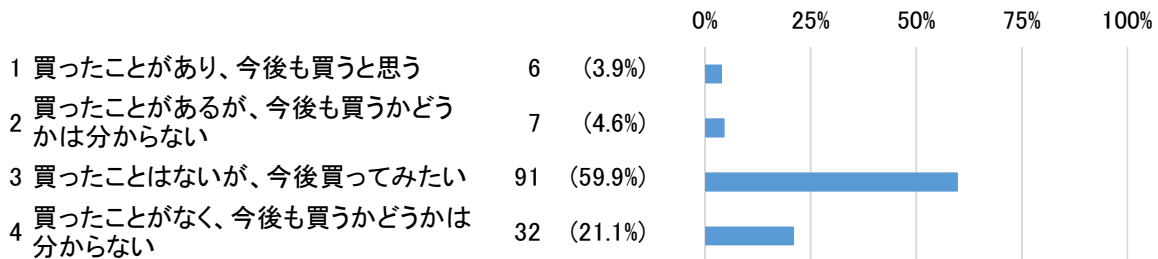 0% 25% 50% 75% 100%
1 買ったことがあり、今後も買うと思う 6 (3.9%)
2 買ったことがあるが、今後も買うかどう
かは分からない 7 (4.6%)
3 買ったことはないが、今後買ってみたい 91 (59.9%)
4 買ったことがなく、今後も買うかどうかは
分からない 32 (21.1%)